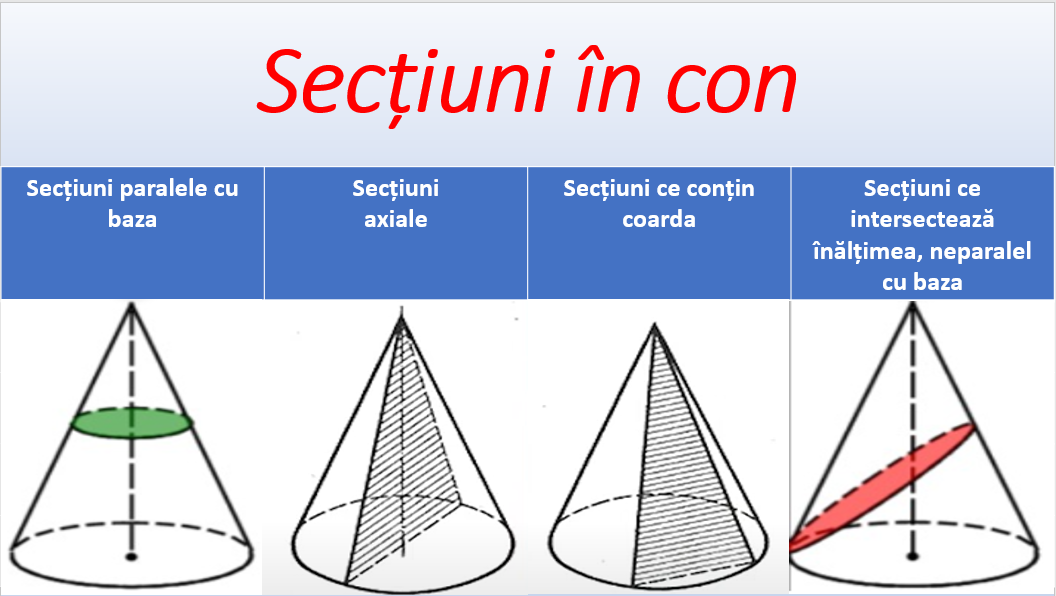 Secțiuni în con
Secțiuni paralele cu
baza
Secțiuni
axiale
Secțiuni ce conțin
coarda
Secțiuni ce
intersectează
înălțimea, neparalel
cu baza